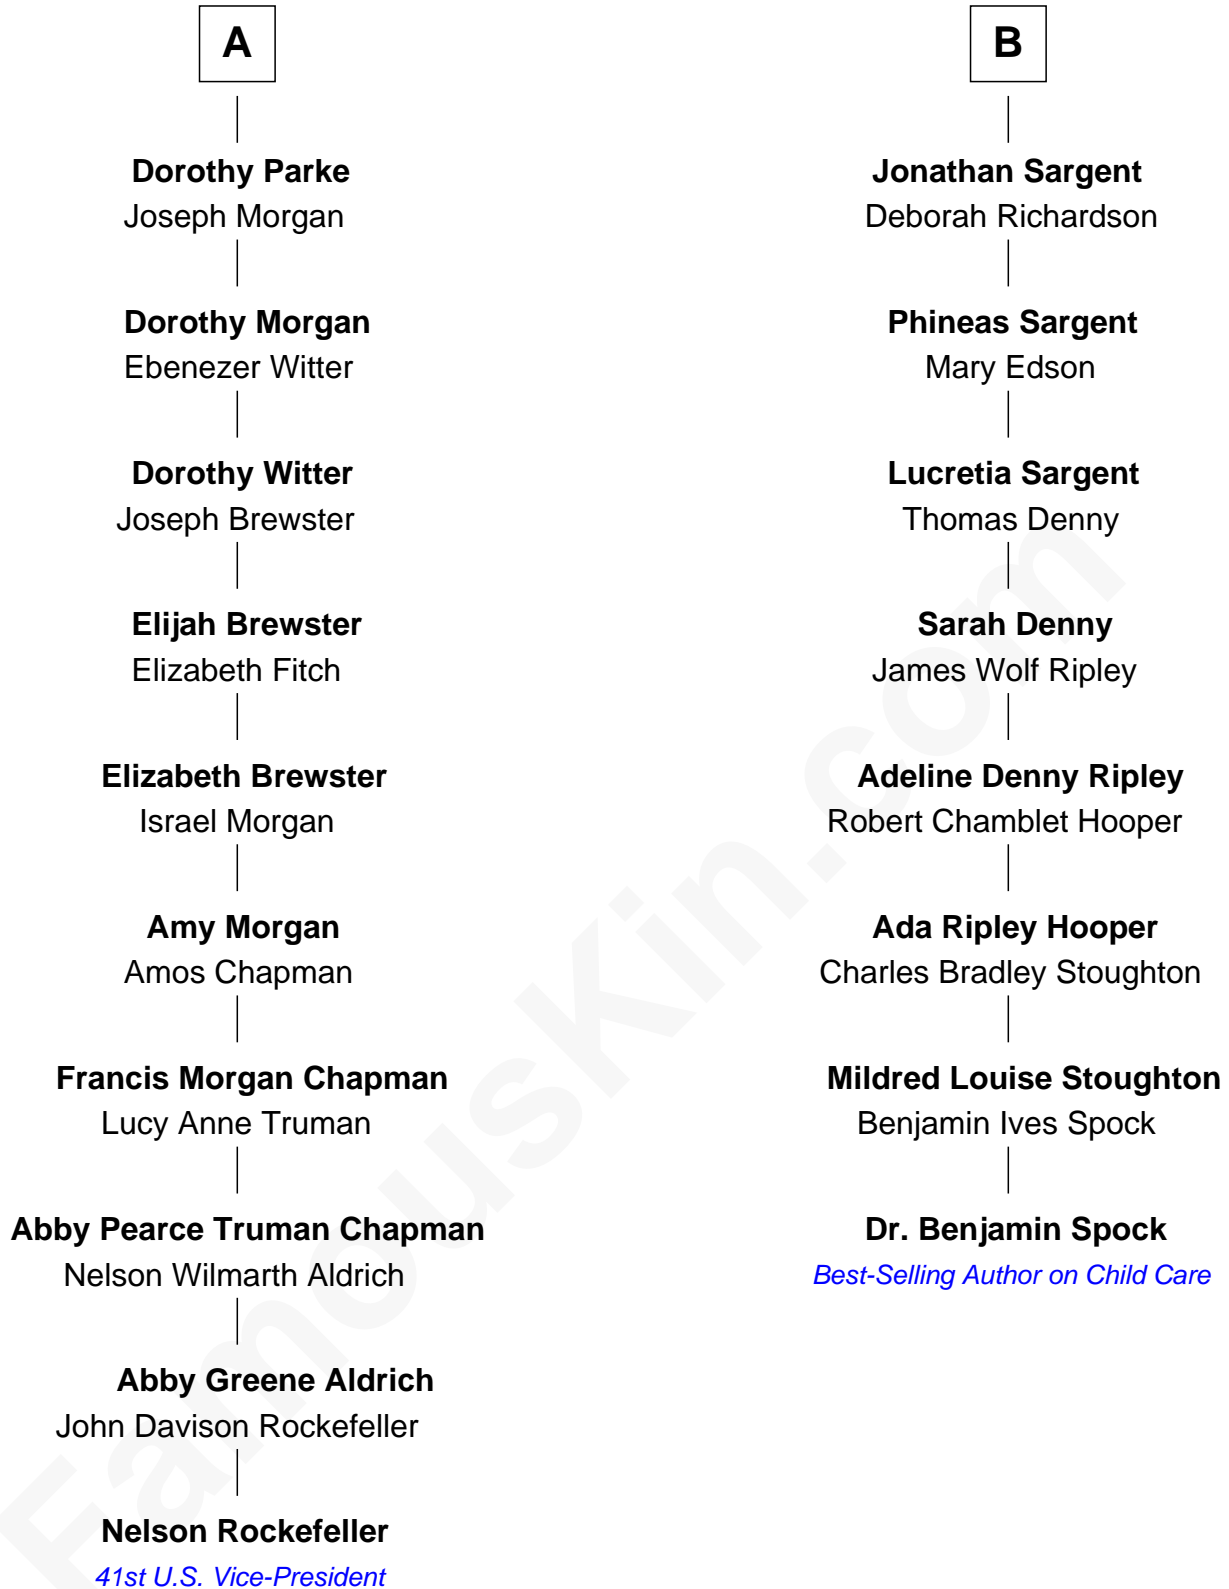 A
Dorothy Parke
Joseph Morgan
Dorothy Morgan
Ebenezer Witter
Dorothy Witter
Joseph Brewster
Elijah Brewster
Elizabeth Fitch
Elizabeth Brewster
Israel Morgan
Amy Morgan
Amos Chapman
Francis Morgan Chapman
Lucy Anne Truman
Abby Pearce Truman Chapman
Nelson Wilmarth Aldrich
Abby Greene Aldrich
John Davison Rockefeller
Nelson Rockefeller
41st U.S. Vice-President
B
Jonathan Sargent
Deborah Richardson
Phineas Sargent
Mary Edson
Lucretia Sargent
Thomas Denny
Sarah Denny
James Wolf Ripley
Adeline Denny Ripley
Robert Chamblet Hooper
Ada Ripley Hooper
Charles Bradley Stoughton
Mildred Louise Stoughton
Benjamin Ives Spock
Dr. Benjamin Spock
Best-Selling Author on Child Care
FamousKin.com